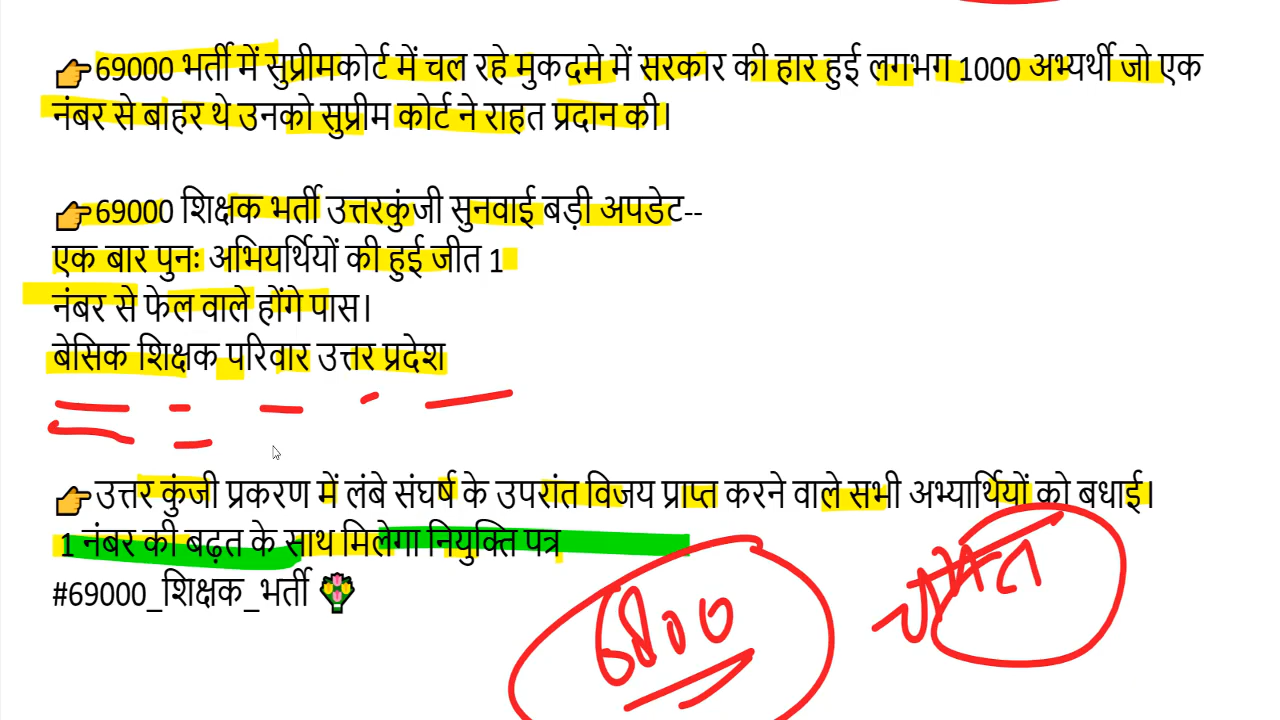 👉69000 भर्ती में सुप्रीमकोर्ट में चल रहे मुकदमे में सरकार की हार हुई लगभग 1000 अभ्यर्थी जो एक
नंबर से बाहर थे उनको सुप्रीम कोर्ट ने राहत प्रदान की।
👉69000 शिक्षक भर्ती उत्तरकुंजी सुनवाई बड़ी अपडेट--
एक बार पुनः अभियर्थियों की हुई जीत 1
नंबर से फेल वाले होंगे पास।
बेसिक शिक्षक परिवार उत्तर प्रदेश
👉उत्तर कुंजी प्रकरण में लंबे संघर्ष के उपरांत विजय प्राप्त करने वाले सभी अभ्यार्थियों को बधाई।
1 नंबर की बढ़त के साथ मिलेगा नियुक्ति पत्र
#69000_शिक्षक_भर्ती 💐